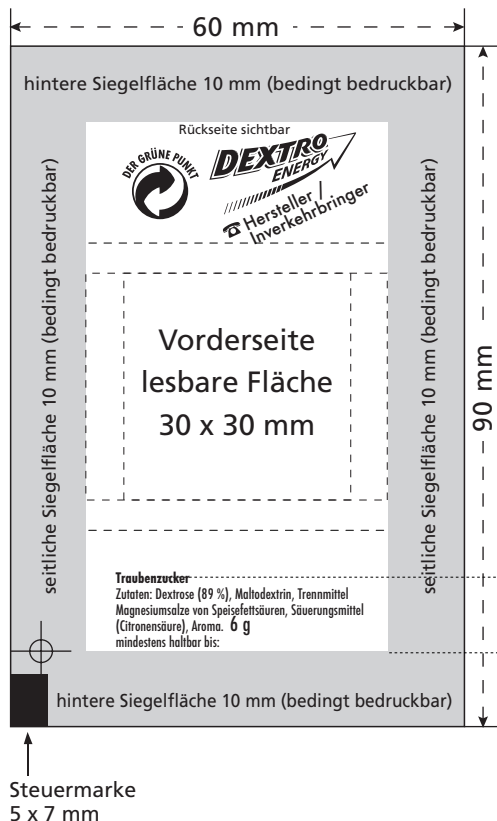 60 mm
hintere Siegelfläche 10 mm (bedingt bedruckbar)
Rückseite sichtbar
DER GRÜNE PUNKT
DEXTRO
ENERGY
Hersteller /
Inverkehrbringer
seitliche Siegelfläche 10 mm (bedingt bedruckbar)
Vorderseite
lesbare Fläche
30 x 30 mm
seitliche Siegelfläche 10 mm (bedingt bedruckbar)
90 mm
Traubenzucker
Zutaten: Dextrose (89 %), Maltodextrin, Trennmittel
Magnesiumsalze von Speisefettsäuren, Säuerungsmittel
(Citronensäure), Aroma. 6 g
mindestens haltbar bis:
hintere Siegelfläche 10 mm (bedingt bedruckbar)
Steuermarke
5 x 7 mm